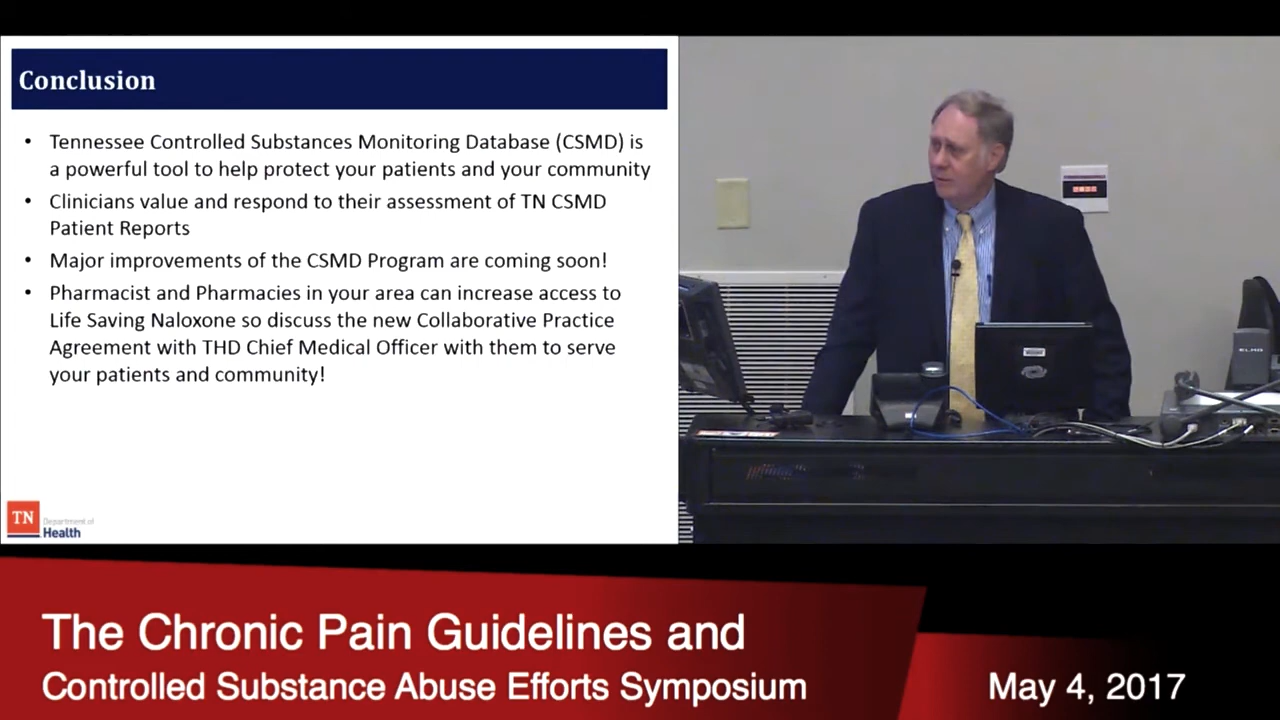 Conclusion
• Tennessee Controlled Substances Monitoring Database (CSMD) is
a powerful tool to help protect your patients and your community
• Clinicians value and respond to their assessment of TN CSMD
Patient Reports
• Major improvements of the CSMD Program are coming soon!
• Pharmacist and Pharmacies in your area can increase access to
Life Saving Naloxone so discuss the new Collaborative Practice
Agreement with THD Chief Medical Officer with them to serve
your patients and community!
TN
Department of
Health
ELMO
The Chronic Pain Guidelines and
Controlled Substance Abuse Efforts Symposium
May 4, 2017